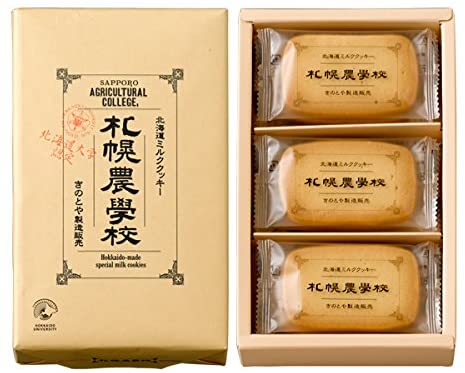 SAPPORO
AGRICULTURAL
COLLEGE
北海道ミルククッキー
札幌農學校
きのとや製造販売
Hokkaido-made
special milk cookies
北海道大学
認定
HOKKAIDO
UNIVERSITY
北海道ミルククッキー
札幌農學校
きのとや製造販売
北海道ミルククッキー
札幌農學校
きのとや製造販売
北海道ミルククッキー
札幌農學校
きのとや製造販売